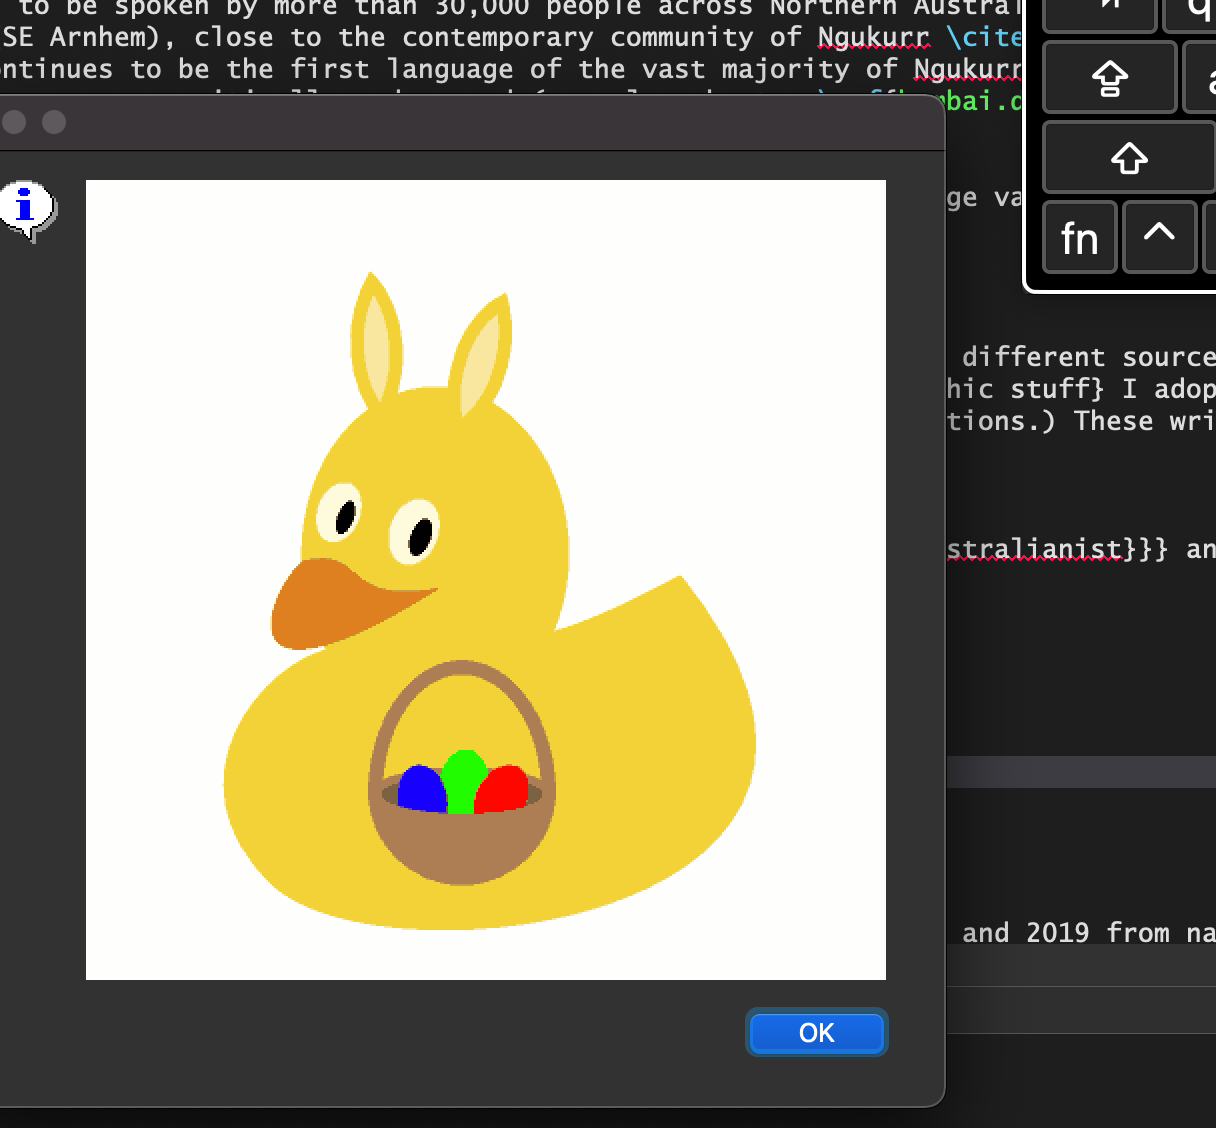 to be spoken by more than 30,000 people across Northern Austral
SE Arnhem), close to the contemporary community of Ngukurr \cite
ntinues to be the first language of the vast majority of Ngukurr
mbai.
ge va
fn
different source
hic stuff} I adop
tions.) These wri
stralianist}}} an
and 2019 from na
OK